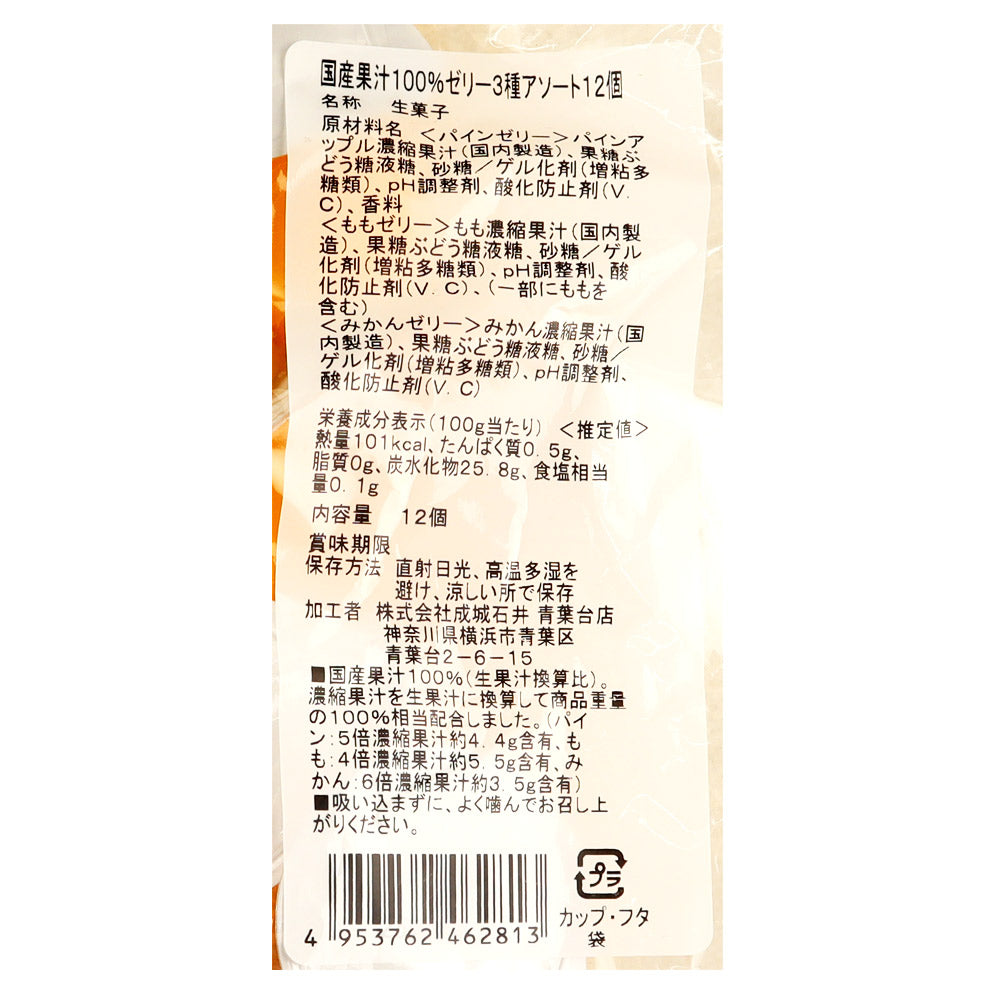 国産果汁100%ゼリー3種アソート12個
名称　生菓子
原材料名　＜パインゼリー＞パインア
ップル濃縮果汁(国内製造)、果糖ぶ
どう糖液糖、砂糖／ゲル化剤(増粘多
糖類)、pH調整剤、酸化防止剤(V.
C)、香料
＜ももゼリー＞もも濃縮果汁(国内製
造)、果糖ぶどう糖液糖、砂糖／ゲル
化剤(増粘多糖類)、pH調整剤、酸
化防止剤(V. C)、(一部にももを
含む)
＜みかんゼリー＞みかん濃縮果汁(国
内製造)、果糖ぶどう糖液糖、砂糖／
ゲル化剤(増粘多糖類)、pH調整剤、
酸化防止剤(V. C)
栄養成分表示(100g当たり)　＜推定値＞
熱量101kcal、たんぱく質0. 5g、
脂質0g、炭水化物25. 8g、食塩相当
量0. 1g
内容量　12個
賞味期限
保存方法　直射日光、高温多湿を
避け、涼しい所で保存
加工者　株式会社成城石井 青葉台店
神奈川県横浜市青葉区
青葉台2－6－15
■国産果汁100%(生果汁換算比)。
濃縮果汁を生果汁に換算して商品重量
の100%相当配合しました。(パイ
ン:5倍濃縮果汁約4. 4g含有、も
も:4倍濃縮果汁約5. 5g含有、み
かん:6倍濃縮果汁約3. 5g含有)
■吸い込まずに、よく噛んでお召し上
がりください。
プラ
カップ・フタ
袋
4 953762 462813